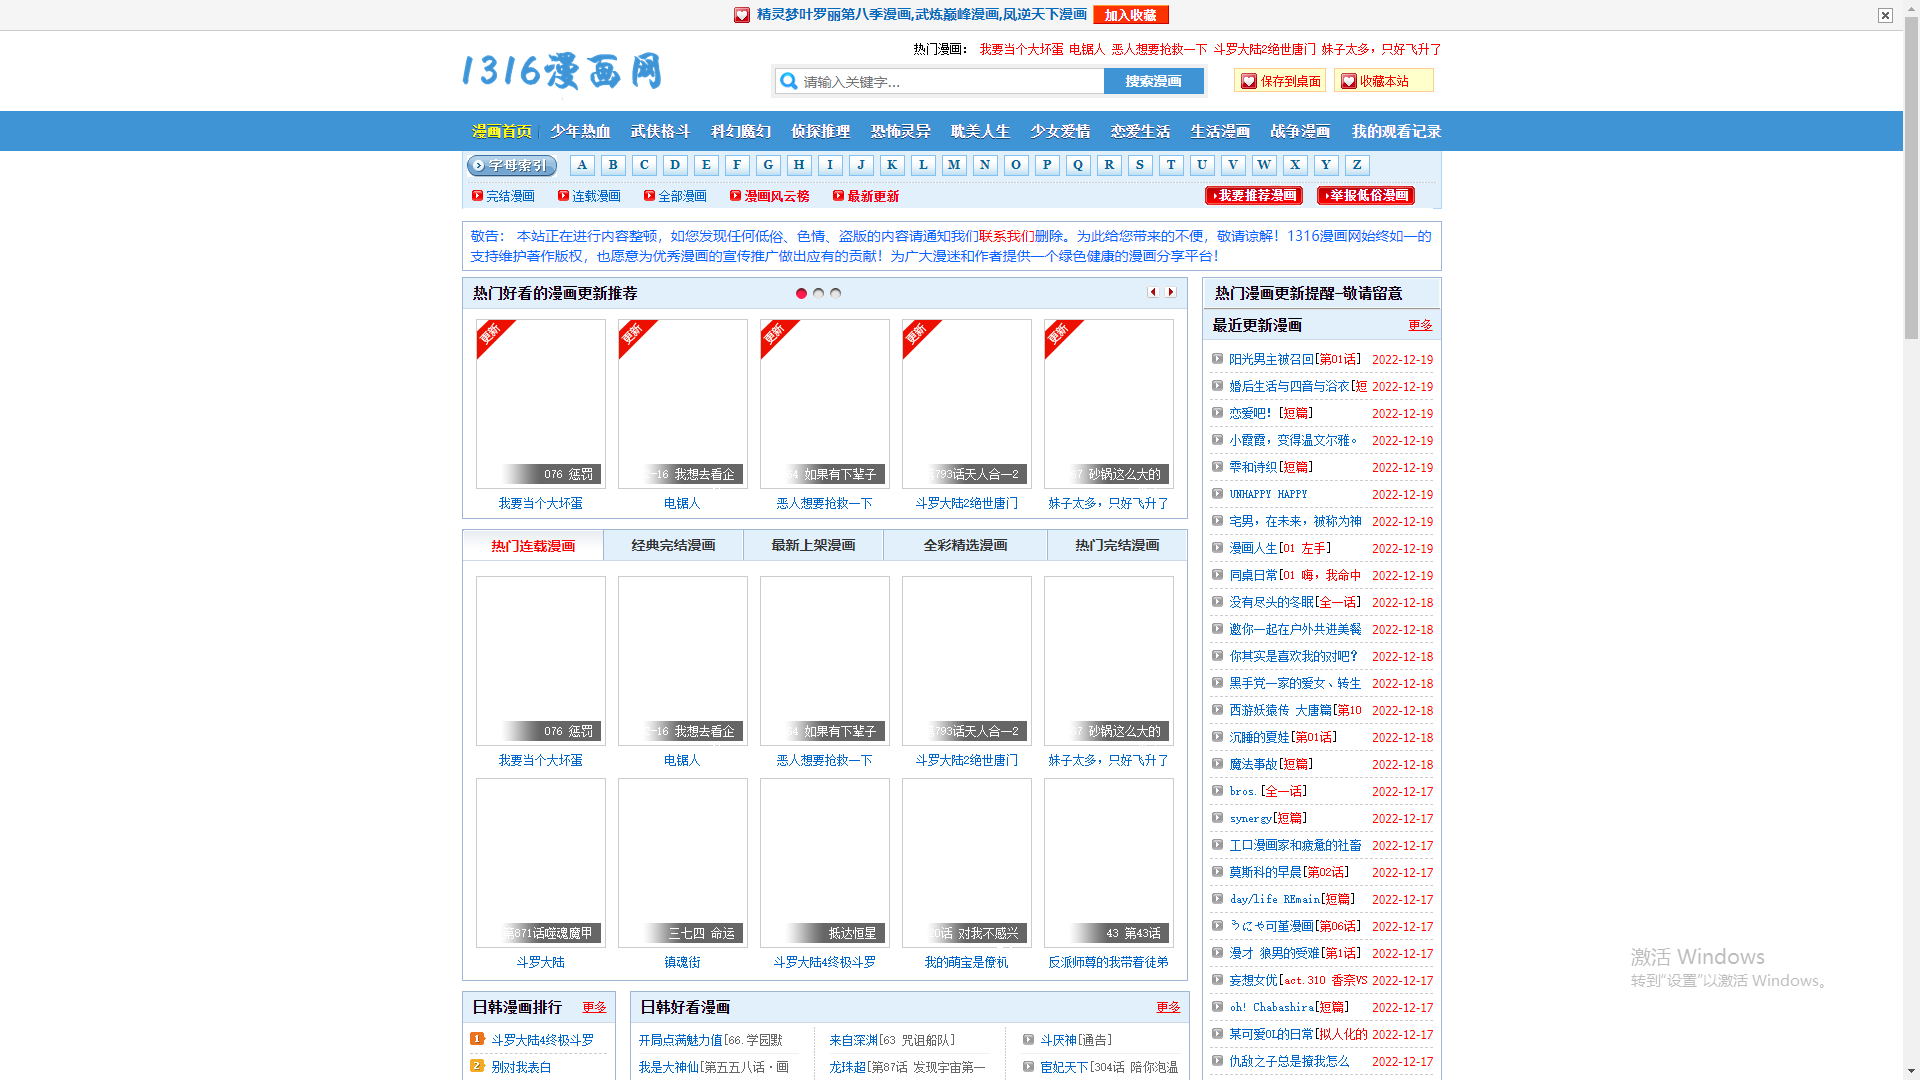 精灵梦叶罗丽第八季漫画,武炼巅峰漫画,凤逆天下漫画 加入收藏
1316漫画网
热门漫画： 我要当个大坏蛋 电锯人 恶人想要抢救一下 斗罗大陆2绝世唐门 妹子太多，只好飞升了
请输入关键字... 搜索漫画 保存到桌面 收藏本站
漫画首页 少年热血 武侠格斗 科幻魔幻 侦探推理 恐怖灵异 耽美人生 少女爱情 恋爱生活 生活漫画 战争漫画 我的观看记录
字母索引 A B C D E F G H I J K L M N O P Q R S T U V W X Y Z
完结漫画 连载漫画 全部漫画 漫画风云榜 最新更新 我要推荐漫画 举报低俗漫画
敬告： 本站正在进行内容整顿，如您发现任何低俗、色情、盗版的内容请通知我们联系我们删除。为此给您带来的不便，敬请谅解！1316漫画网始终如一的
支持维护著作版权，也愿意为优秀漫画的宣传推广做出应有的贡献！为广大漫迷和作者提供一个绿色健康的漫画分享平台！
热门好看的漫画更新推荐
更新 更新 更新 更新 更新
076 惩罚 -16 我想去看企 如果有下辈子 793话天人合一2 砂锅这么大的
我要当个大坏蛋 电锯人 恶人想要抢救一下 斗罗大陆2绝世唐门 妹子太多，只好飞升了
热门连载漫画 经典完结漫画 最新上架漫画 全彩精选漫画 热门完结漫画
076 惩罚 -16 我想去看企 如果有下辈子 793话天人合一2 砂锅这么大的
我要当个大坏蛋 电锯人 恶人想要抢救一下 斗罗大陆2绝世唐门 妹子太多，只好飞升了
第871话噬魂魔甲 三七四 命运 抵达恒星 0话 对我不感兴 43 第43话
斗罗大陆 镇魂街 斗罗大陆4终极斗罗 我的萌宝是僚机 反派师尊的我带着徒弟
日韩漫画排行 更多
1 斗罗大陆4终极斗罗
2 别对我表白
日韩好看漫画 更多
开局点满魅力值[66.学园默 来自深渊[63 咒诅船队] 斗厌神[通告]
我是大神仙[第五五八话·画 龙珠超[第87话 发现宇宙第一 宦妃天下[304话 陪你泡温
热门漫画更新提醒-敬请留意
最近更新漫画 更多
阳光男主被召回[第01话] 2022-12-19
婚后生活与四音与浴衣[短 2022-12-19
恋爱吧！[短篇] 2022-12-19
小霞霞，变得温文尔雅。 2022-12-19
雫和诗织[短篇] 2022-12-19
UNHAPPY HAPPY 2022-12-19
宅男，在未来，被称为神 2022-12-19
漫画人生[01 左手] 2022-12-19
同桌日常[01 嗨，我命中 2022-12-19
没有尽头的冬眠[全一话] 2022-12-18
邀你一起在户外共进美餐 2022-12-18
你其实是喜欢我的对吧？ 2022-12-18
黑手党一家的爱女、转生 2022-12-18
西游妖猿传 大唐篇[第10 2022-12-18
沉睡的夏娃[第01话] 2022-12-18
魔法事故[短篇] 2022-12-18
bros.[全一话] 2022-12-17
synergy[短篇] 2022-12-17
工口漫画家和疲惫的社畜 2022-12-17
莫斯科的早晨[第02话] 2022-12-17
day/life REmain[短篇] 2022-12-17
うにゃ可堇漫画[第06话] 2022-12-17
漫才 狼男的受难[第1话] 2022-12-17
妄想女优[act.310 香奈VS 2022-12-17
oh! Chabashira[短篇] 2022-12-17
某可爱OL的日常[拟人化的 2022-12-17
仇敌之子总是撩我怎么 2022-12-17
激活 Windows
转到"设置"以激活 Windows。